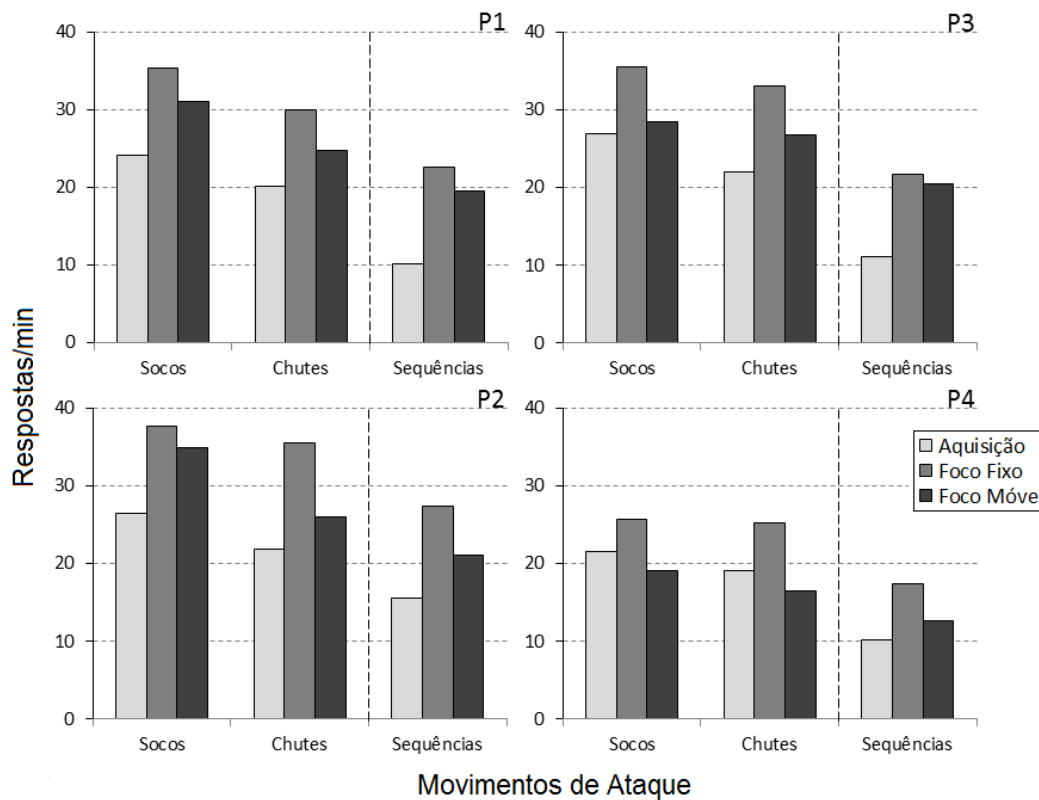 P1
40
30
20
10
0
Socos
Chutes
Sequências
P3
40
30
20
10
0
Socos
Chutes
Sequências
Respostas/min
P2
40
30
20
10
0
Socos
Chutes
Sequências
P4
40
30
20
10
0
Socos
Chutes
Sequências
Aquisição
Foco Fixo
Foco Móve
Movimentos de Ataque